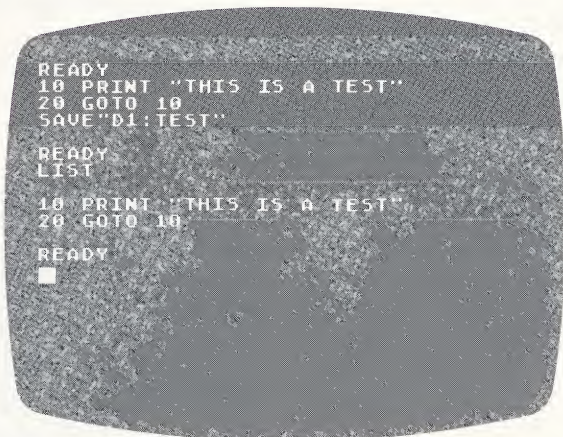 READY
10 PRINT "THIS IS A TEST"
20 GOTO 10
SAVE"D1:TEST"
READY
LIST
10 PRINT "THIS IS A TEST"
20 GOTO 10
READY